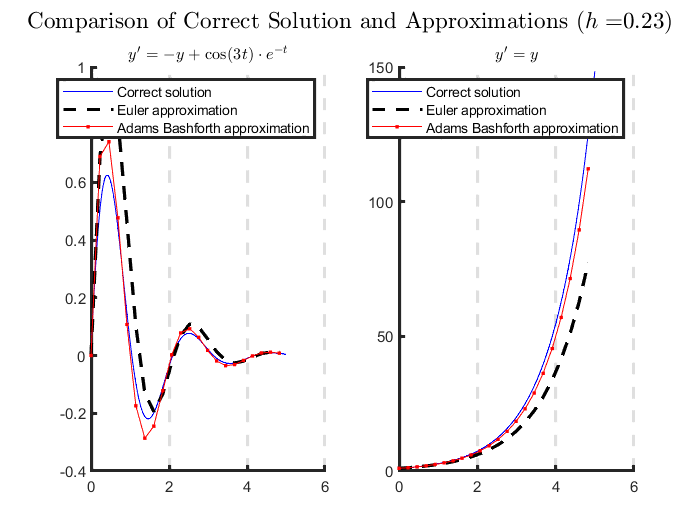 Comparison of Correct Solution and Approximations (h =0.23)
y′ = −y + cos(3t) · e^{−t}
1
Correct solution
Euler approximation
Adams Bashforth approximation
0.6
0.4
0.2
0
-0.2
-0.4
0 2 4 6
y′ = y
150
Correct solution
Euler approximation
Adams Bashforth approximation
100
50
0
0 2 4 6